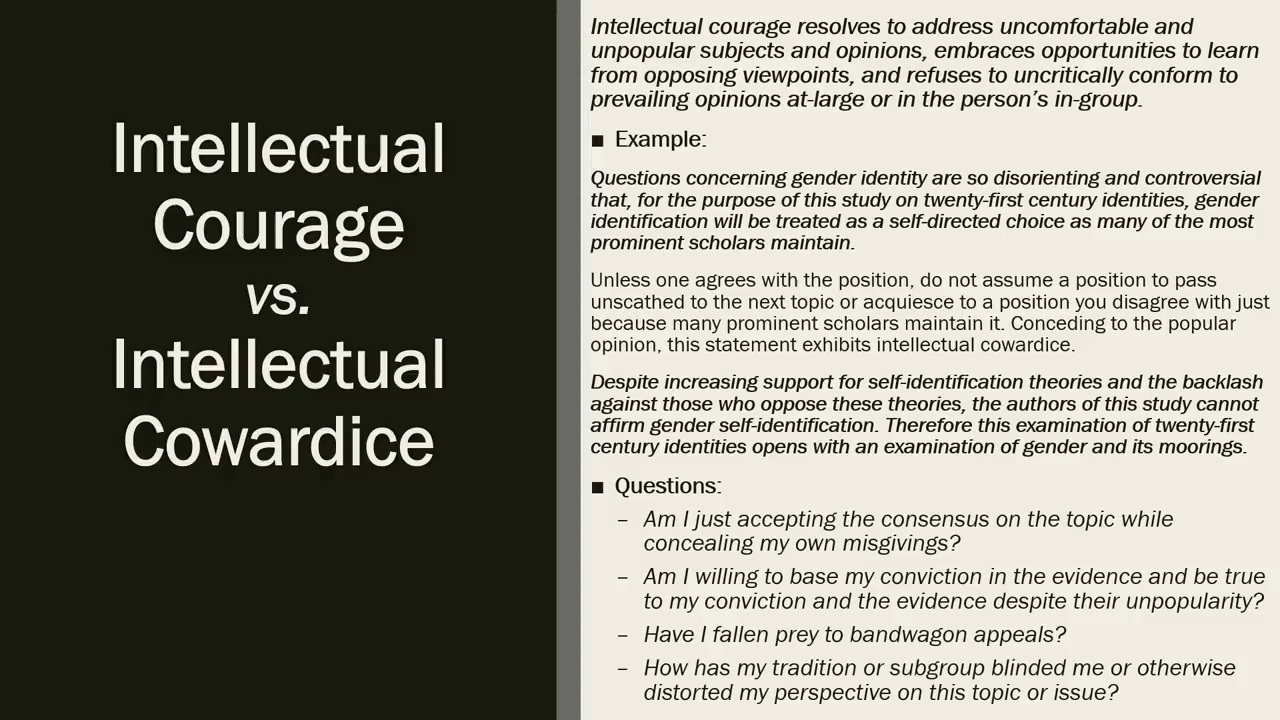 Intellectual
Courage
vs.
Intellectual
Cowardice
Intellectual courage resolves to address uncomfortable and
unpopular subjects and opinions, embraces opportunities to learn
from opposing viewpoints, and refuses to uncritically conform to
prevailing opinions at-large or in the person’s in-group.
■ Example:
Questions concerning gender identity are so disorienting and controversial
that, for the purpose of this study on twenty-first century identities, gender
identification will be treated as a self-directed choice as many of the most
prominent scholars maintain.
Unless one agrees with the position, do not assume a position to pass
unscathed to the next topic or acquiesce to a position you disagree with just
because many prominent scholars maintain it. Conceding to the popular
opinion, this statement exhibits intellectual cowardice.
Despite increasing support for self-identification theories and the backlash
against those who oppose these theories, the authors of this study cannot
affirm gender self-identification. Therefore this examination of twenty-first
century identities opens with an examination of gender and its moorings.
■ Questions:
– Am I just accepting the consensus on the topic while
concealing my own misgivings?
– Am I willing to base my conviction in the evidence and be true
to my conviction and the evidence despite their unpopularity?
– Have I fallen prey to bandwagon appeals?
– How has my tradition or subgroup blinded me or otherwise
distorted my perspective on this topic or issue?